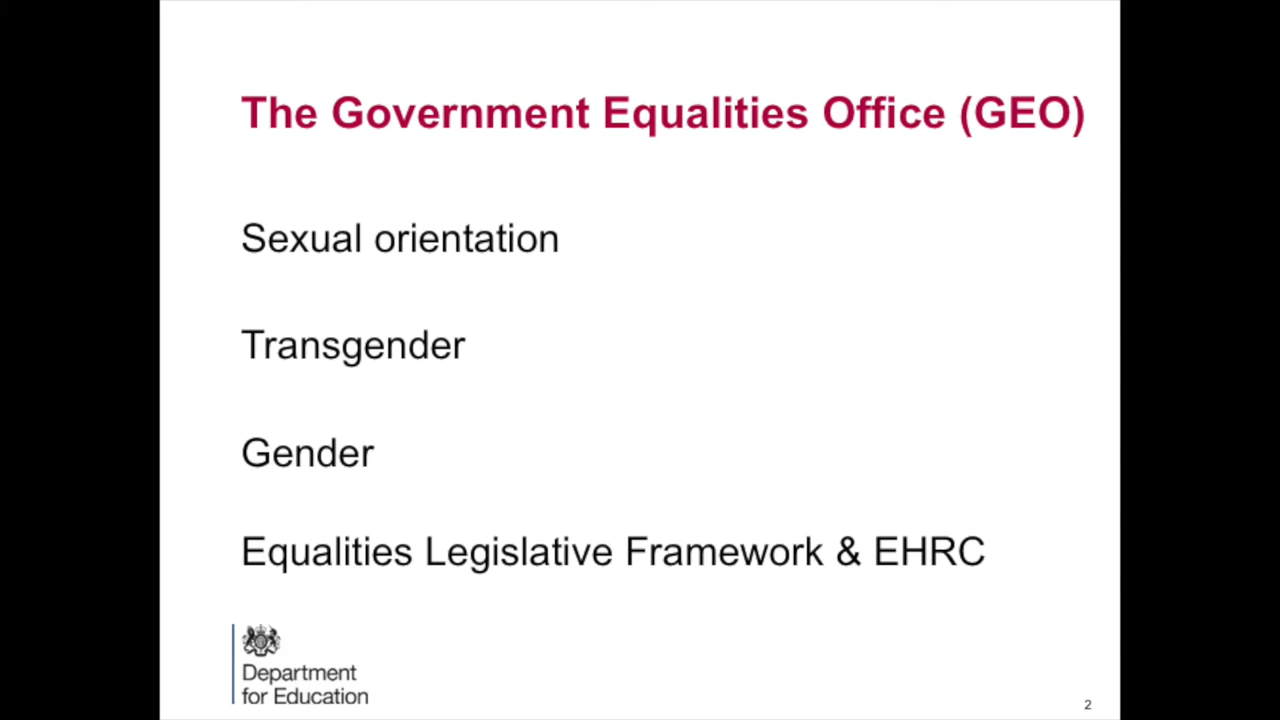 The Government Equalities Office (GEO)
Sexual orientation
Transgender
Gender
Equalities Legislative Framework & EHRC
Department
for Education
2